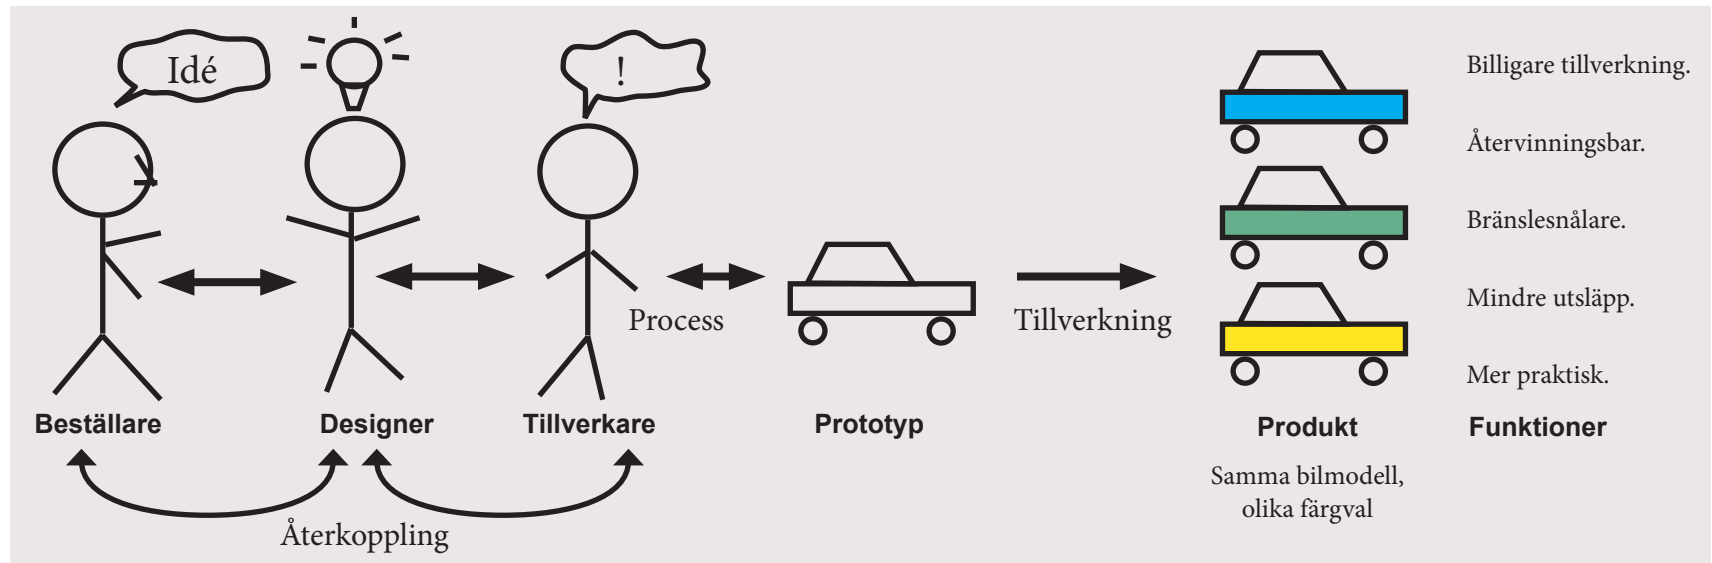 Idé
!
Process
Tillverkning
Beställare
Designer
Tillverkare
Prototyp
Återkoppling
Produkt
Samma bilmodell,
olika färgval
Billigare tillverkning.
Återvinningsbar.
Bränslesnålare.
Mindre utsläpp.
Mer praktisk.
Funktioner